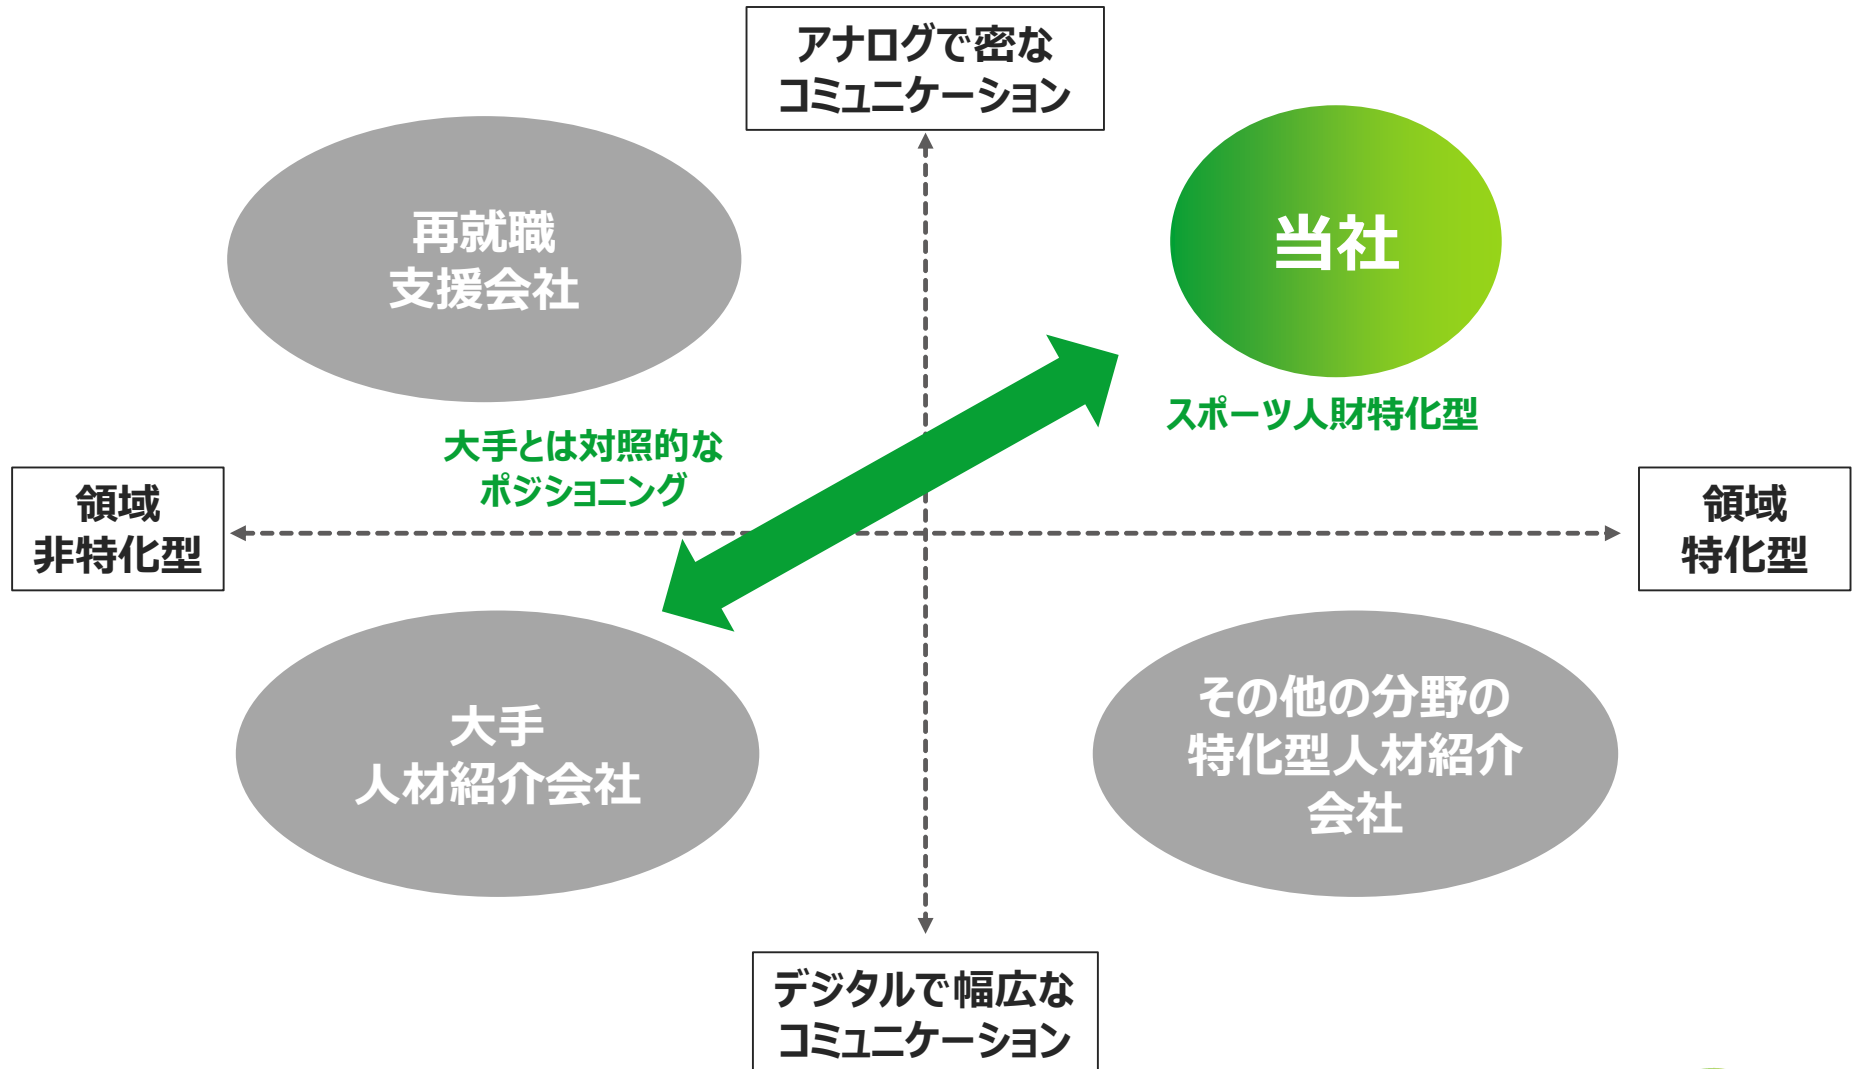 アナログで密な
コミュニケーション
再就職
支援会社
当社
スポーツ人財特化型
大手とは対照的な
ポジショニング
領域
非特化型
領域
特化型
大手
人材紹介会社
その他の分野の
特化型人材紹介
会社
デジタルで幅広な
コミュニケーション